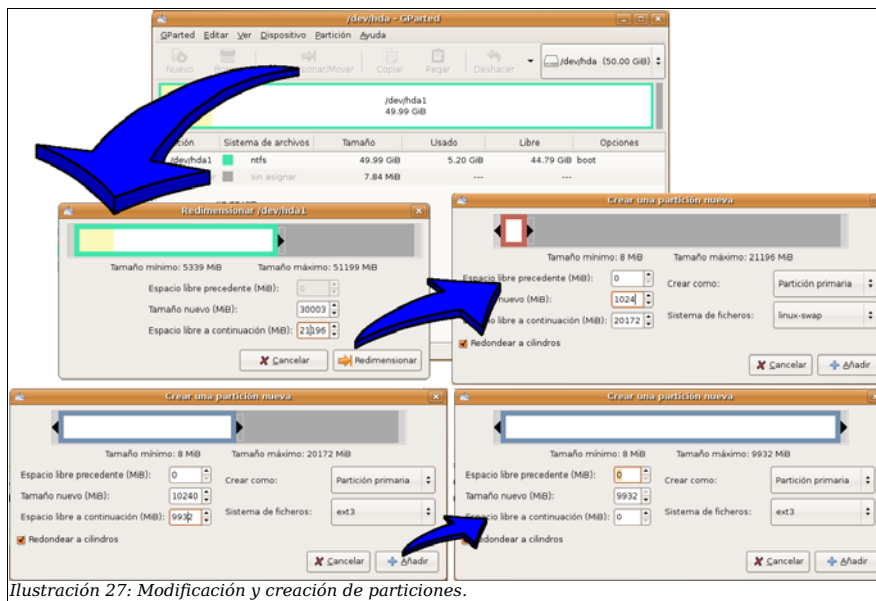 /dev/hda - GParted
GParted Editar Ver Dispositivo Partición Ayuda
Nuevo Copiar Pegar Deshacer /dev/hda (50.00 GiB)
/dev/hda1
49.99 GiB
Sistema de archivos Tamaño Usado Libre Opciones
/dev/hda1 ntfs 49.99 GiB 5.20 GiB 44.79 GiB boot
sin asignar 7.84 MiB --- ---
Redimensionar /dev/hda1
Tamaño mínimo: 5339 MiB Tamaño máximo: 51199 MiB
Espacio libre precedente (MiB): 0
Tamaño nuevo (MiB): 30003
Espacio libre a continuación (MiB): 21196
Cancelar Redimensionar
Crear una partición nueva
Tamaño mínimo: 8 MiB Tamaño máximo: 21196 MiB
Espacio libre precedente (MiB): 0 Crear como: Partición primaria
nuevo (MiB): 1024
libre a continuación (MiB): 20172 Sistema de ficheros: linux-swap
Redondear a cilindros
Cancelar Añadir
Crear una partición nueva
Tamaño mínimo: 8 MiB Tamaño máximo: 20172 MiB
Espacio libre precedente (MiB): 0 Crear como: Partición primaria
Tamaño nuevo (MiB): 10240
Espacio libre a continuación (MiB): 9932 Sistema de ficheros: ext3
Redondear a cilindros
Cancelar Añadir
Crear una partición nueva
Tamaño mínimo: 8 MiB Tamaño máximo: 9932 MiB
Espacio libre precedente (MiB): 0 Crear como: Partición primaria
Tamaño nuevo (MiB): 9932
Espacio libre a continuación (MiB): 0 Sistema de ficheros: ext3
Redondear a cilindros
Cancelar Añadir
Ilustración 27: Modificación y creación de particiones.